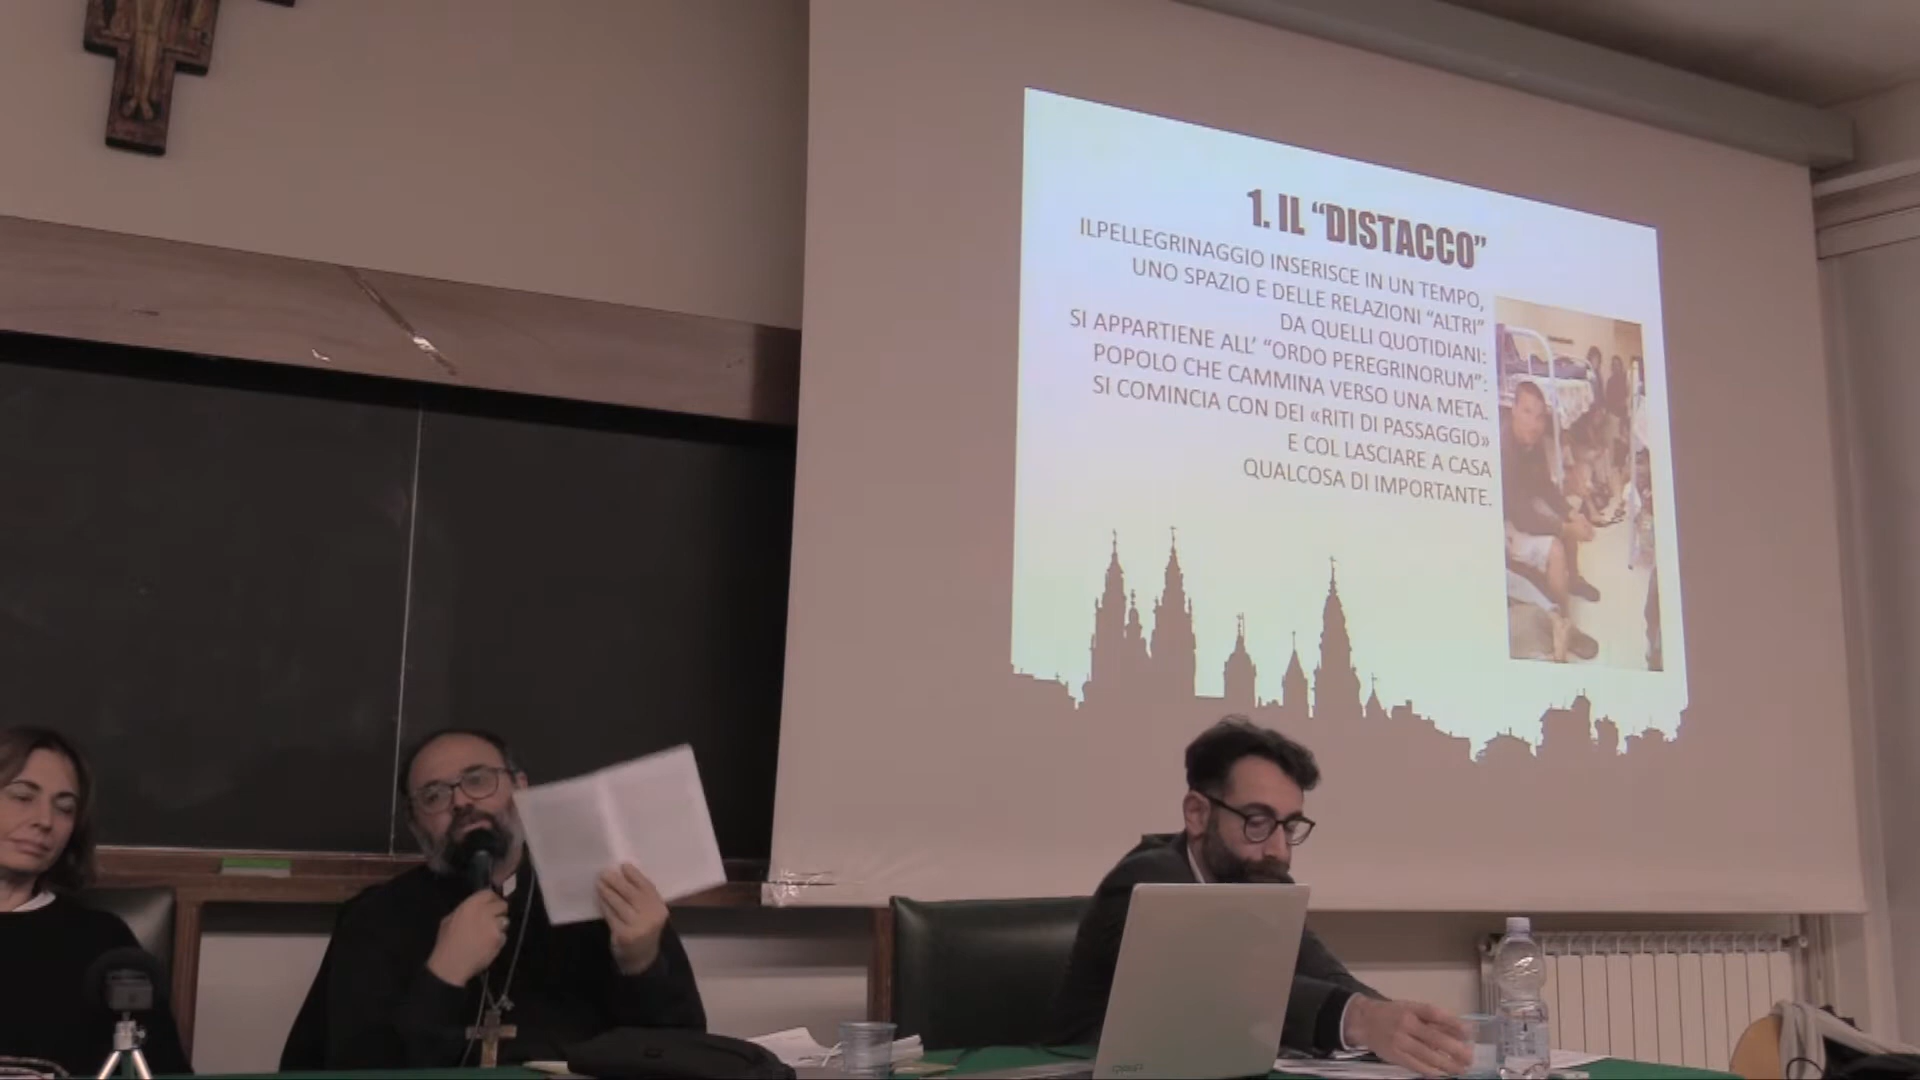 1. IL “DISTACCO”
ILPELLEGRINAGGIO INSERISCE IN UN TEMPO,
UNO SPAZIO E DELLE RELAZIONI “ALTRI”
DA QUELLI QUOTIDIANI:
SI APPARTIENE ALL’ “ORDO PEREGRINORUM”:
POPOLO CHE CAMMINA VERSO UNA META.
SI COMINCIA CON DEI «RITI DI PASSAGGIO»
E COL LASCIARE A CASA
QUALCOSA DI IMPORTANTE.